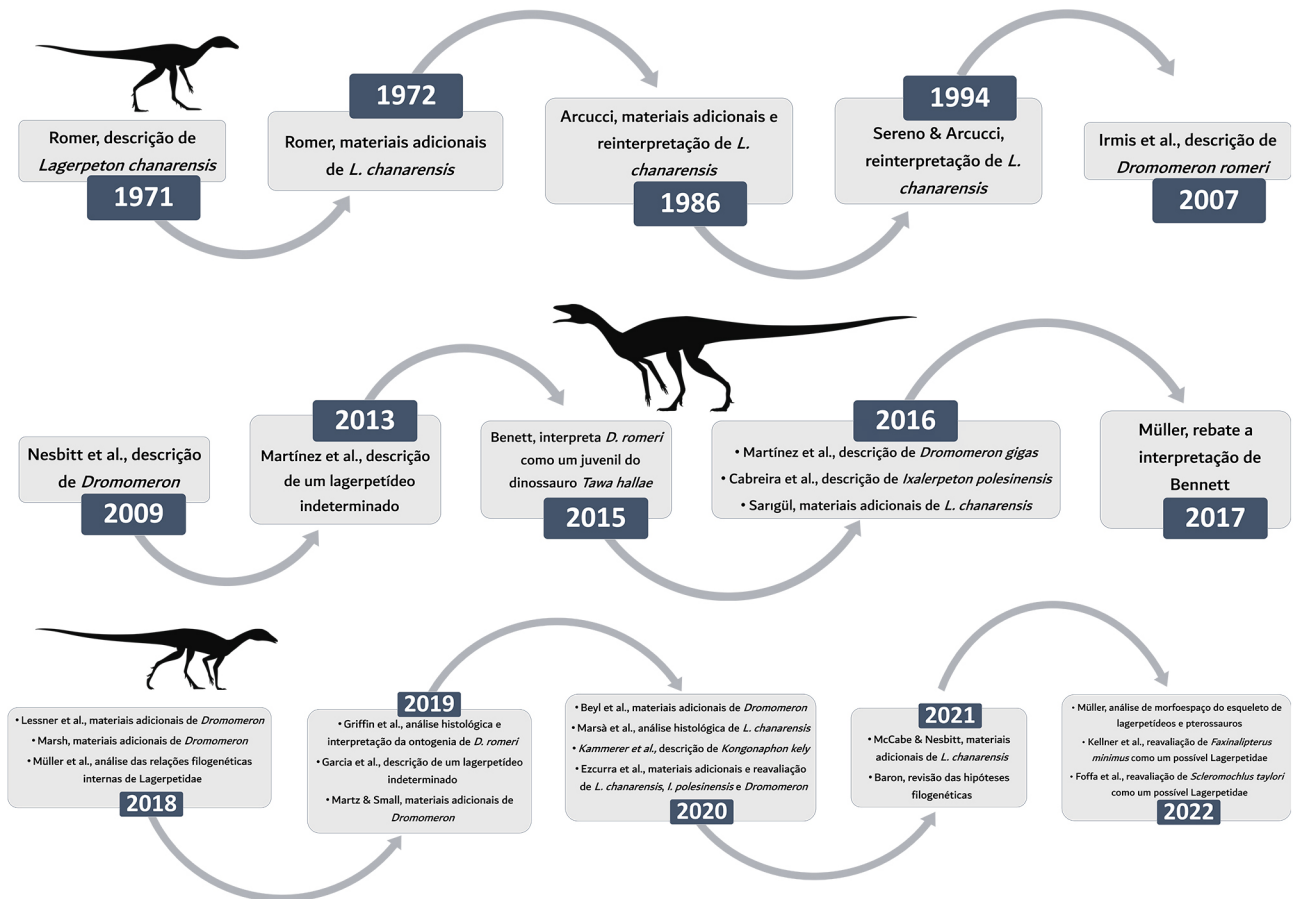 Romer, descrição de
Lagerpeton chanarensis
1971
1972
Romer, materiais adicionais
de L. chanarensis
Arcucci, materiais adicionais e
reinterpretação de L.
chanarensis
1986
1994
Sereno & Arcucci,
reinterpretação de L.
chanarensis
Irmis et al., descrição de
Dromomeron romeri
2007
Nesbitt et al., descrição
de Dromomeron
2009
2013
Martínez et al., descrição
de um lagerpetídeo
indeterminado
Benett, interpreta D. romeri
como um juvenil do
dinossauro Tawa hallae
2015
2016
• Martínez et al., descrição de Dromomeron gigas
• Cabreira et al., descrição de Ixalerpeton polesinensis
• Sarıgül, materiais adicionais de L. chanarensis
Müller, rebate a
interpretação de
Bennett
2017
• Lessner et al., materiais adicionais de Dromomeron
• Marsh, materiais adicionais de Dromomeron
• Müller et al., análise das relações filogenéticas
internas de Lagerpetidae
2018
2019
• Griffin et al., análise histológica e
interpretação da ontogenia de D. romeri
• Garcia et al., descrição de um lagerpetídeo
indeterminado
• Martz & Small, materiais adicionais de
Dromomeron
• Beyl et al., materiais adicionais de Dromomeron
• Marsà et al., análise histológica de L. chanarensis
• Kammerer et al., descrição de Kongonaphon kely
• Ezcurra et al., materiais adicionais e reavaliação
de L. chanarensis, I. polesinensis e Dromomeron
2020
2021
• McCabe & Nesbitt, materiais
adicionais de L. chanarensis
• Baron, revisão das hipóteses
filogenéticas
• Müller, análise de morfoespaço do esqueleto de
lagerpetídeos e pterossauros
• Kellner et al., reavaliação de Faxinalipterus
minimus como um possível Lagerpetidae
• Foffa et al., reavaliação de Scleromochlus taylori
como um possível Lagerpetidae
2022